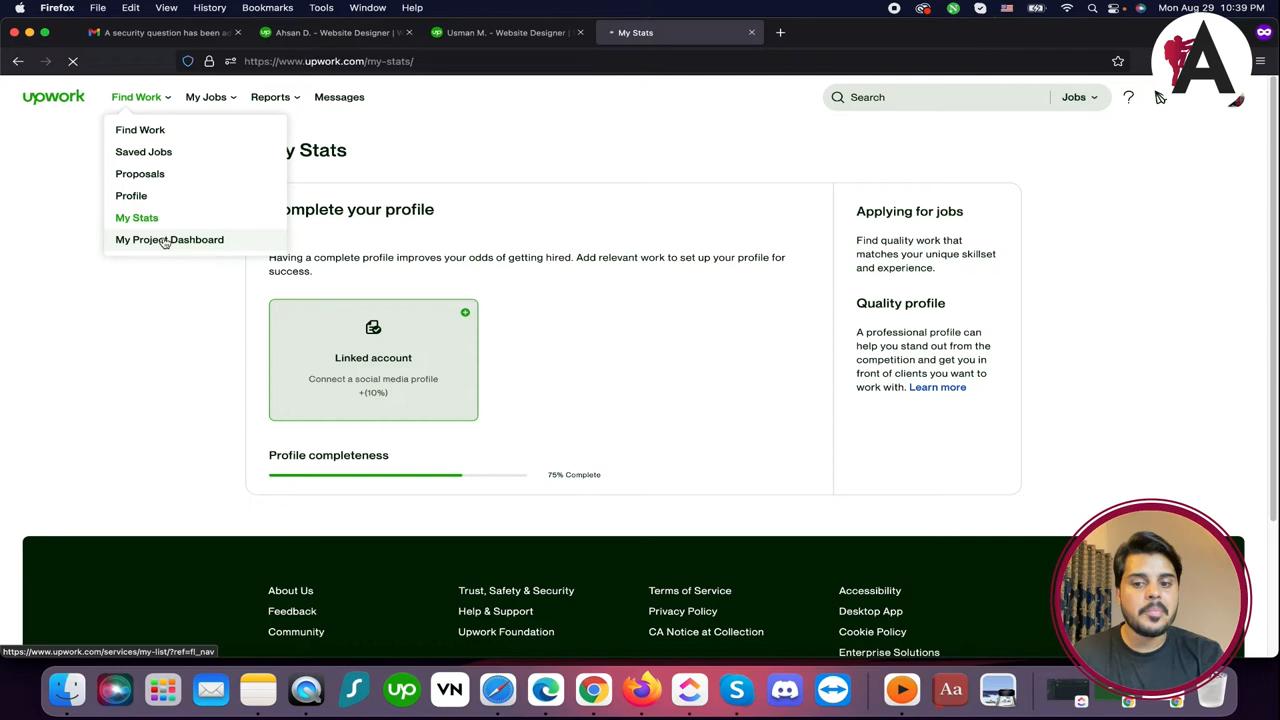 Firefox File Edit View History Bookmarks Tools Window Help
Mon Aug 29 10:39 PM
A security question has been ad
Ahsan D. - Website Designer | W
Usman M. - Website Designer |
My Stats
https://www.upwork.com/my-stats/
A
upwork
Find Work
My Jobs
Reports
Messages
Search
Jobs
?
Find Work
Saved Jobs
Proposals
Profile
My Stats
My Project Dashboard
y Stats
omplete your profile
Having a complete profile improves your odds of getting hired. Add relevant work to set up your profile for
success.
Linked account
Connect a social media profile
+(10%)
Profile completeness
75% Complete
Applying for jobs
Find quality work that
matches your unique skillset
and experience.
Quality profile
A professional profile can
help you stand out from the
competition and get you in
front of clients you want to
work with. Learn more
About Us
Trust, Safety & Security
Terms of Service
Accessibility
Feedback
Help & Support
Privacy Policy
Desktop App
Community
Upwork Foundation
CA Notice at Collection
Cookie Policy
Enterprise Solutions
https://www.upwork.com/services/my-list/?ref=fl_nav
up
VN
Aa